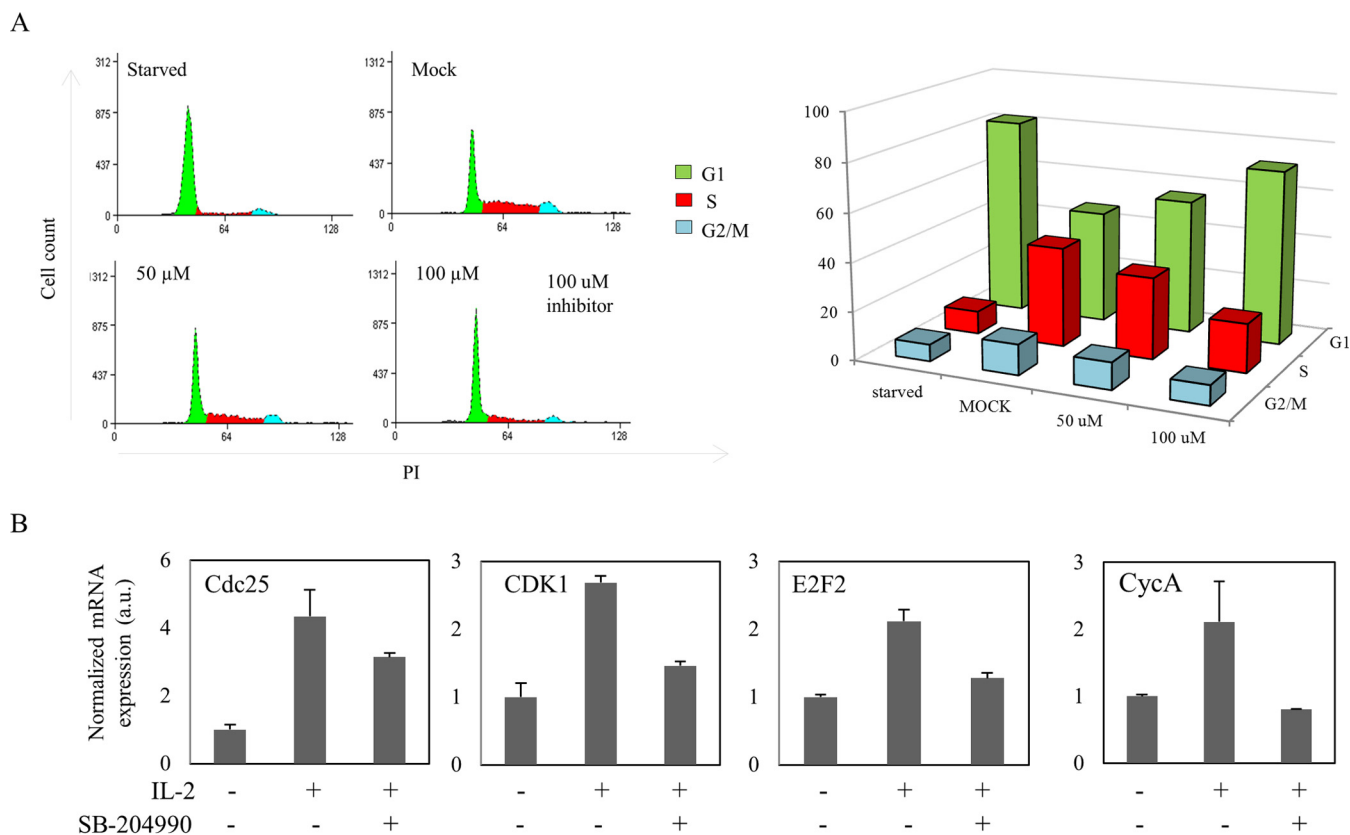 A
Starved
312
875
437
0
0
64
128
Mock
1312
875
437
0
0
64
128
50 µM
1312
875
437
0
0
64
128
100 µM
100 uM
inhibitor
1312
875
437
0
0
64
128
Cell count
PI
G1
S
G2/M
100
80
60
40
20
0
starved
MOCK
50 uM
100 uM
G1
S
G2/M
B
Normalized mRNA
expression (a.u.)
Cdc25
6
4
2
0
CDK1
3
2
1
0
E2F2
3
2
1
0
CycA
3
2
1
0
IL-2 - + + - + + - + + - + +
SB-204990 - - + - - + - - + - - +